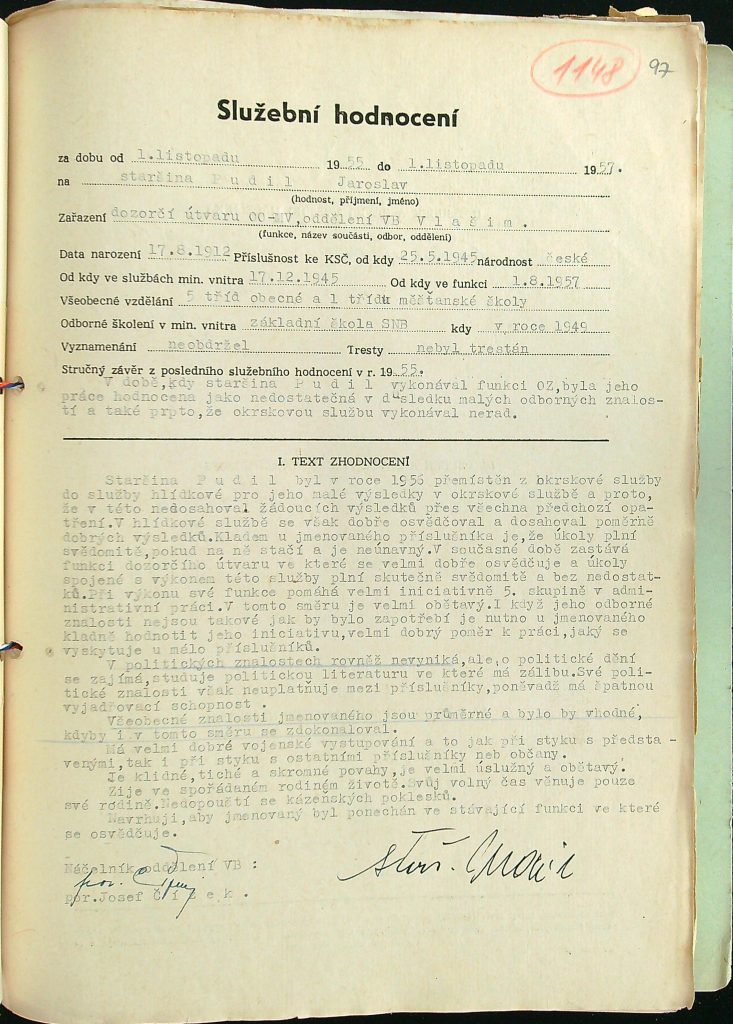 1148
97
Služební hodnocení
za dobu od 1.listopadu 1955 do 1.listopadu 1957.
na staršina P u d i l Jaroslav
(hodnost, příjmení, jméno)
Zařazení dozorčí útvaru OO-MV,oddělení VB V l a š i m .
(funkce, název součásti, odbor, oddělení)
Data narození 17.8.1912 Příslušnost ke KSČ, od kdy 25.5.1945 národnost české
Od kdy ve službách min. vnitra 17.12.1945 Od kdy ve funkci 1.8.1957
Všeobecné vzdělání 5 tříd obecné a 1 třídu měšťanské školy
Odborné školení v min. vnitra základní škola SNB kdy v roce 1949
Vyznamenání neobdržel Tresty nebyl trestán
Stručný závěr z posledního služebního hodnocení v r. 1955.
V době,kdy staršina P u d i l vykonával funkci OZ,byla jeho
práce hodnocena jako nedostatečná v důsledku malých odborných znalos-
tí a také prpto,že okrskovou službu vykonával nerad.
I. TEXT ZHODNOCENÍ
Staršina P u d i l byl v roce 1956 přemístěn z okrskové služby
do služby hlídkové pro jeho malé výsledky v okrskové službě a proto,
že v této nedosahoval žádoucích výsledků přes všechna předchozí opa-
tření.V hlídkové službě se však dobře osvědčoval a dosahoval poměrně
dobrých výsledků.Kladem u jmenovaného příslušníka je,že úkoly plní
svědomitě,pokud na ně stačí a je neúnavný.V současné době zastává
funkci dozorčího útvaru ve které se velmi dobře osvědčuje a úkoly
spojené s výkonem této služby plní skutečně svědomitě a bez nedostat-
ků.Při výkonu své funkce pomáhá velmi iniciativně 5. skupině v admi-
nistrativní práci.V tomto směru je velmi obětavý.I když jeho odborné
znalosti nejsou takové jak by bylo zapotřebí je nutno u jmenovaného
kladně hodnotit jeho iniciativu,velmi dobrý poměr k práci,jaký se
vyskytuje u málo příslušníků.
V politických znalostech rovněž nevyniká,ale,o politické dění
se zajímá,studuje politickou literaturu ve které má zálibu.Své poli-
tické znalosti však neuplatňuje mezi příslušníky,poněvadž má špatnou
vyjadřovací schopnost .
Všeobecné znalosti jmenovaného jsou průměrné a bylo by vhodné,
kdyby i v tomto směru se zdokonaloval.
Má velmi dobré vojenské vystupování a to jak při styku s předsta -
venými,tak i při styku s ostatními příslušníky neb občany.
Je klidné,tiché a skromné povahy,je velmi úslužný a obětavý.
Žije ve spořádaném rodiném životě.Svůj volný čas věnuje pouze
své rodině.Nedopouští se kázeňských poklesků.
Navrhuji,aby jmenovaný byl ponechán ve stávající funkci ve které
se osvědčuje.
Náčelník oddělení VB :
por.Josef Č í ž e k .